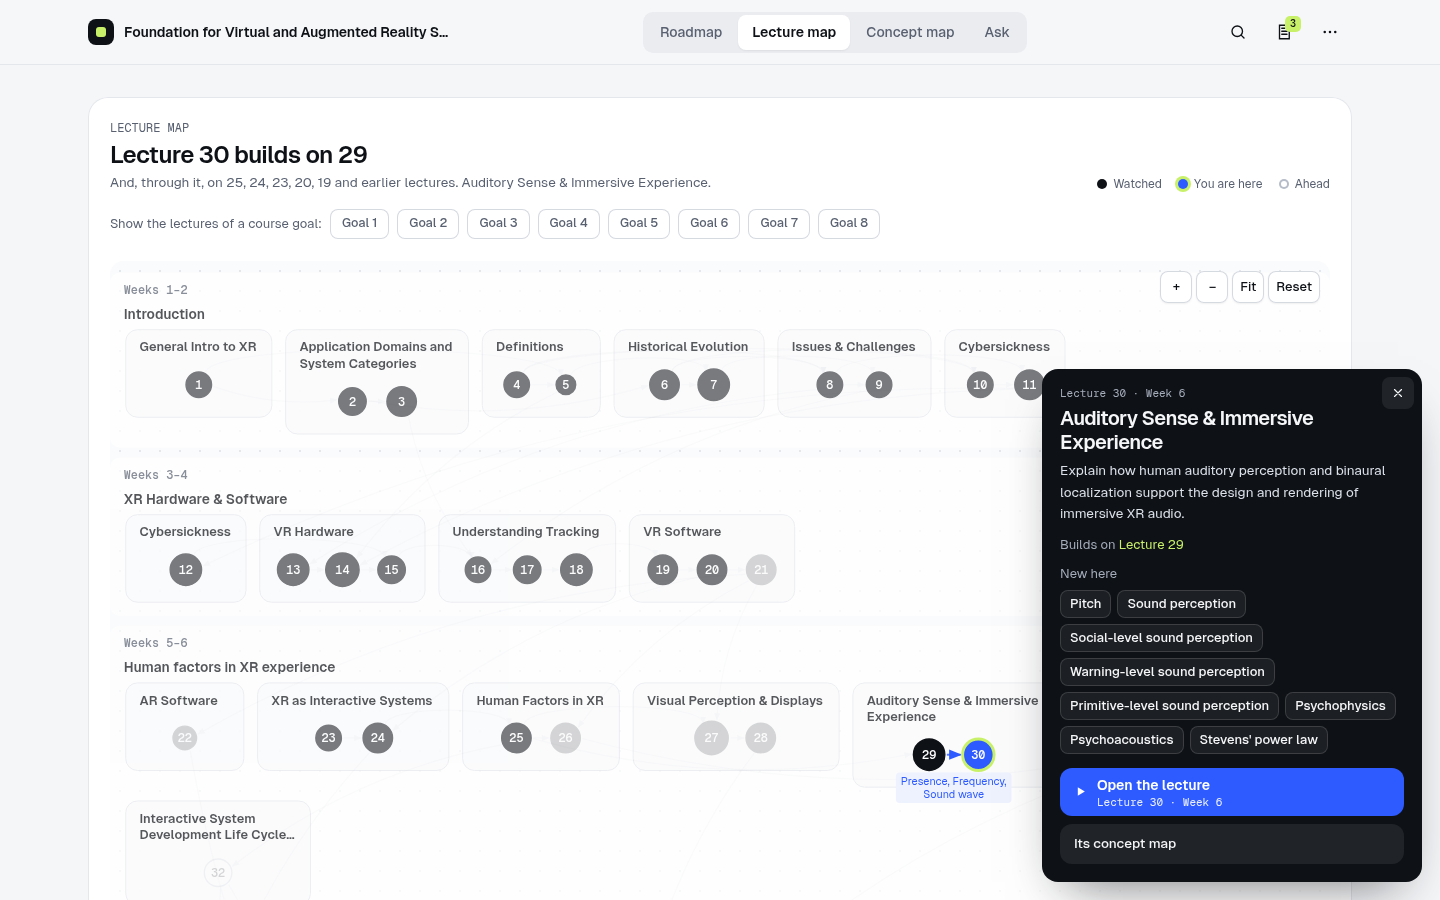 Foundation for Virtual and Augmented Reality S...
Roadmap
Lecture map
Concept map
Ask
3
LECTURE MAP
Lecture 30 builds on 29
And, through it, on 25, 24, 23, 20, 19 and earlier lectures. Auditory Sense & Immersive Experience.
Watched
You are here
Ahead
Show the lectures of a course goal:
Goal 1
Goal 2
Goal 3
Goal 4
Goal 5
Goal 6
Goal 7
Goal 8
+
−
Fit
Reset
Weeks 1–2
Introduction
General Intro to XR
1
Application Domains and
System Categories
2
3
Definitions
4
5
Historical Evolution
6
7
Issues & Challenges
8
9
Cybersickness
10
11
Weeks 3–4
XR Hardware & Software
Cybersickness
12
VR Hardware
13
14
15
Understanding Tracking
16
17
18
VR Software
19
20
21
Weeks 5–6
Human factors in XR experience
AR Software
22
XR as Interactive Systems
23
24
Human Factors in XR
25
26
Visual Perception & Displays
27
28
Auditory Sense & Immersive
Experience
29
30
Presence, Frequency,
Sound wave
Interactive System
Development Life Cycle...
32
Lecture 30 · Week 6
Auditory Sense & Immersive
Experience
Explain how human auditory perception and binaural
localization support the design and rendering of
immersive XR audio.
Builds on Lecture 29
New here
Pitch
Sound perception
Social-level sound perception
Warning-level sound perception
Primitive-level sound perception
Psychophysics
Psychoacoustics
Stevens' power law
Open the lecture
Lecture 30 · Week 6
Its concept map